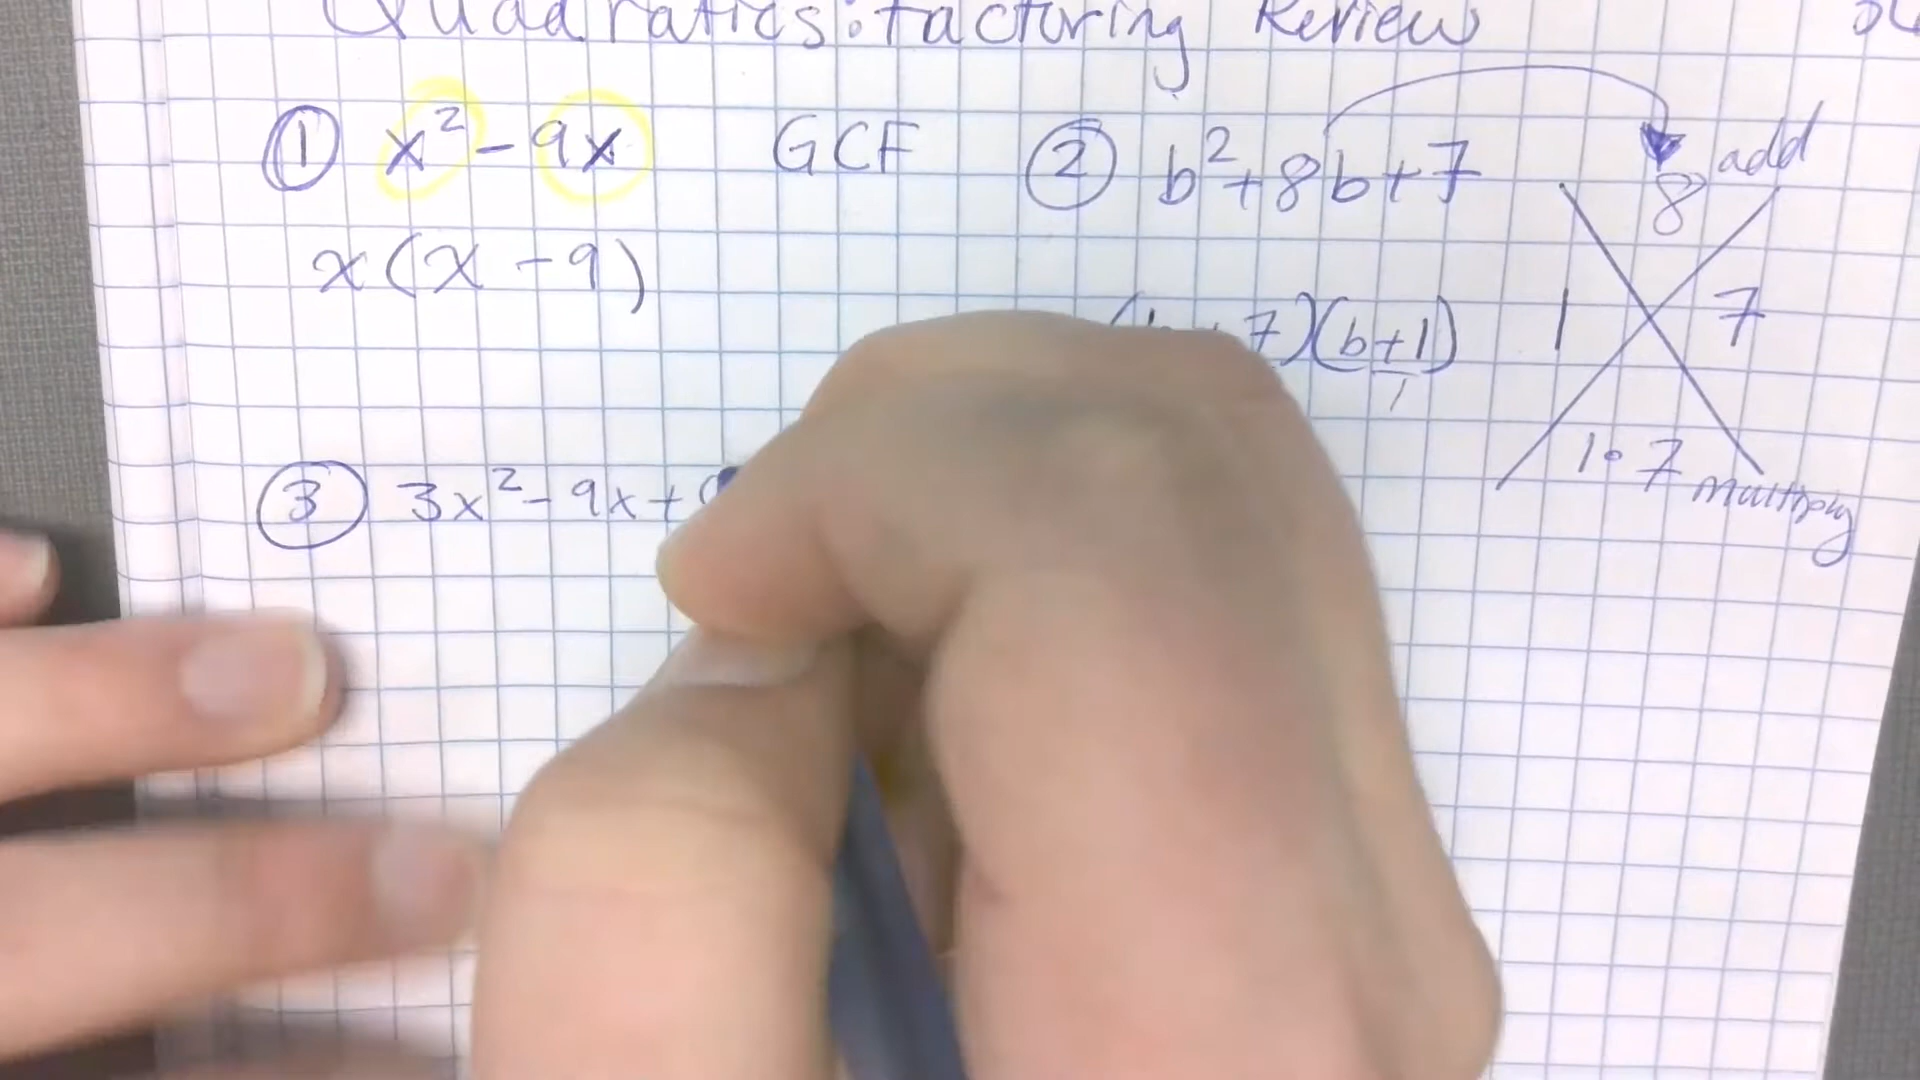 Quadratics: factoring Review
① x² - 9x GCF
x(x - 9)
② b² + 8b + 7
7)(b+1)
8 add
1 7
1•7 multiply
③ 3x² - 9x +